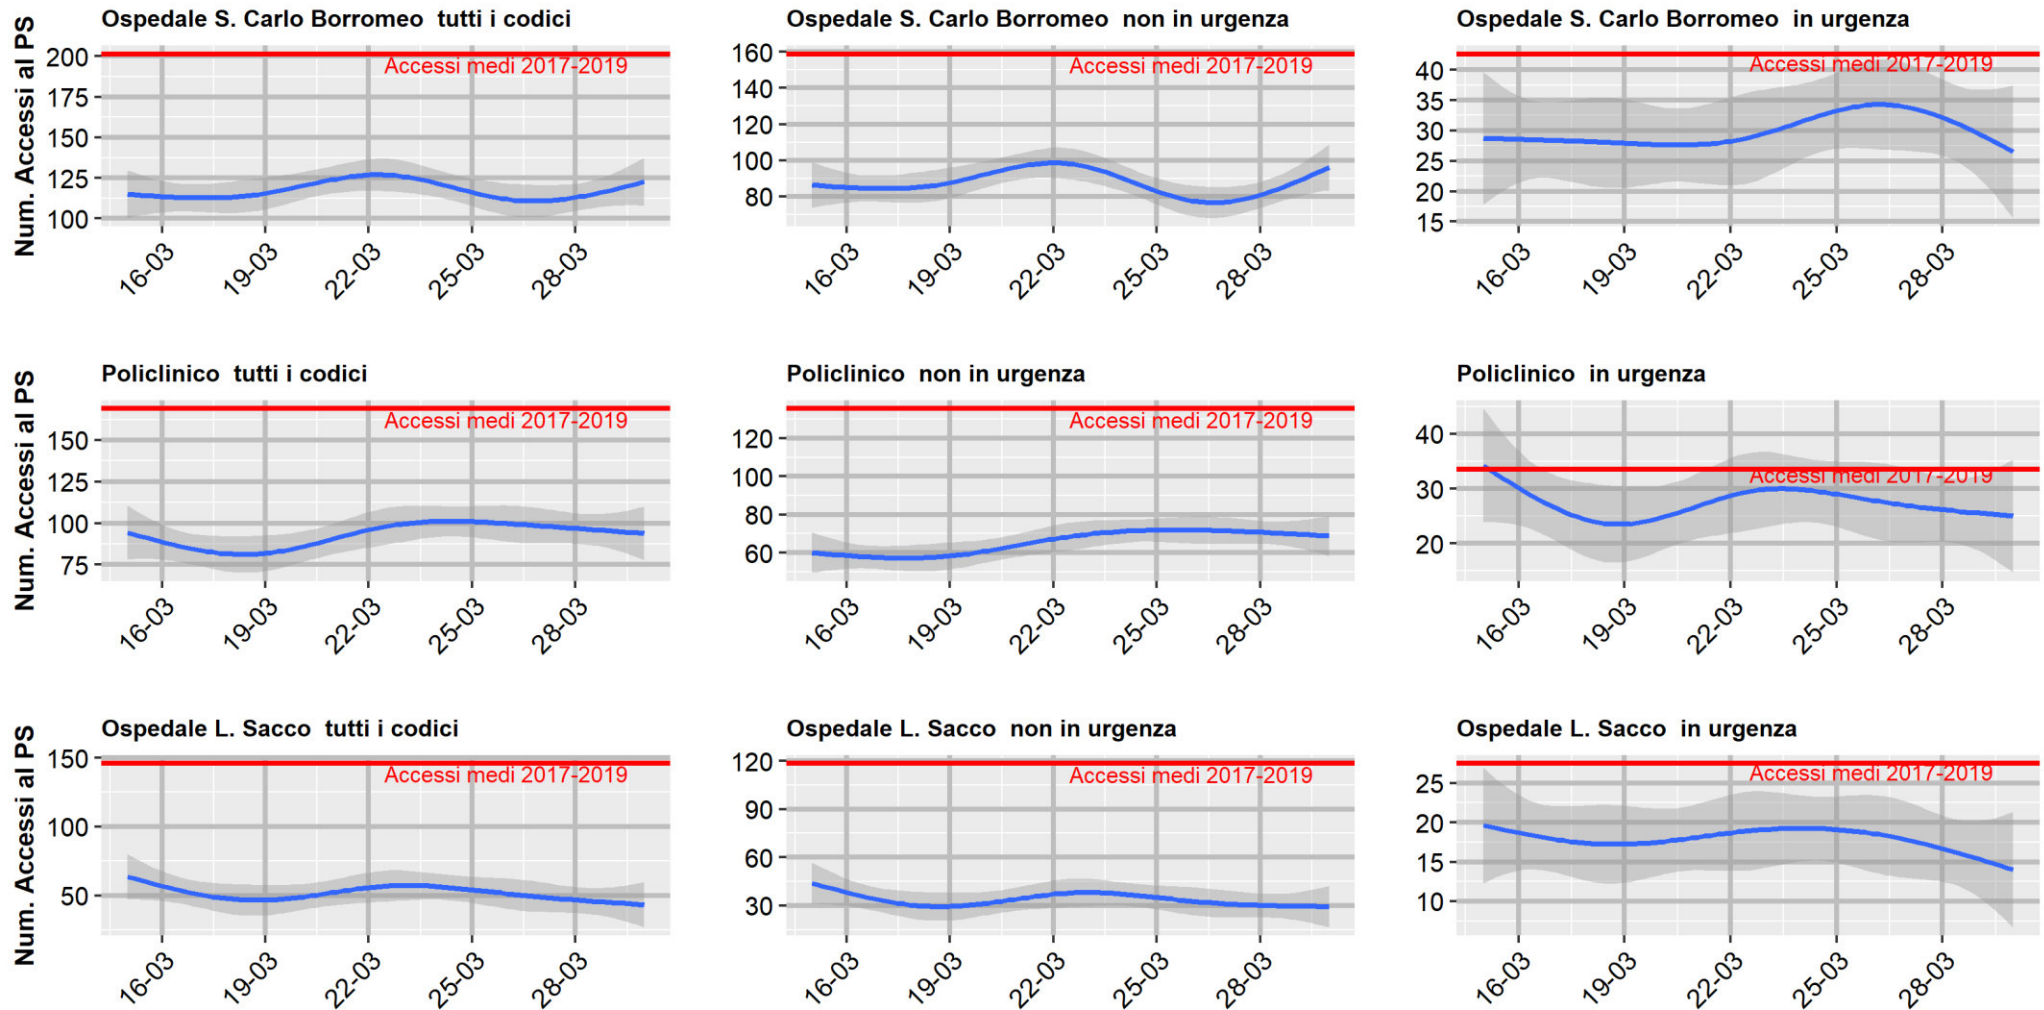 Ospedale S. Carlo Borromeo  tutti i codici
Num. Accessi al PS
200
175
150
125
100
Accessi medi 2017-2019
16-03 19-03 22-03 25-03 28-03
Ospedale S. Carlo Borromeo  non in urgenza
160
140
120
100
80
Accessi medi 2017-2019
16-03 19-03 22-03 25-03 28-03
Ospedale S. Carlo Borromeo  in urgenza
40
35
30
25
20
15
Accessi medi 2017-2019
16-03 19-03 22-03 25-03 28-03
Policlinico  tutti i codici
Num. Accessi al PS
150
125
100
75
Accessi medi 2017-2019
16-03 19-03 22-03 25-03 28-03
Policlinico  non in urgenza
120
100
80
60
Accessi medi 2017-2019
16-03 19-03 22-03 25-03 28-03
Policlinico  in urgenza
40
30
20
Accessi medi 2017-2019
16-03 19-03 22-03 25-03 28-03
Ospedale L. Sacco  tutti i codici
Num. Accessi al PS
150
100
50
Accessi medi 2017-2019
16-03 19-03 22-03 25-03 28-03
Ospedale L. Sacco  non in urgenza
120
90
60
30
Accessi medi 2017-2019
16-03 19-03 22-03 25-03 28-03
Ospedale L. Sacco  in urgenza
25
20
15
10
Accessi medi 2017-2019
16-03 19-03 22-03 25-03 28-03